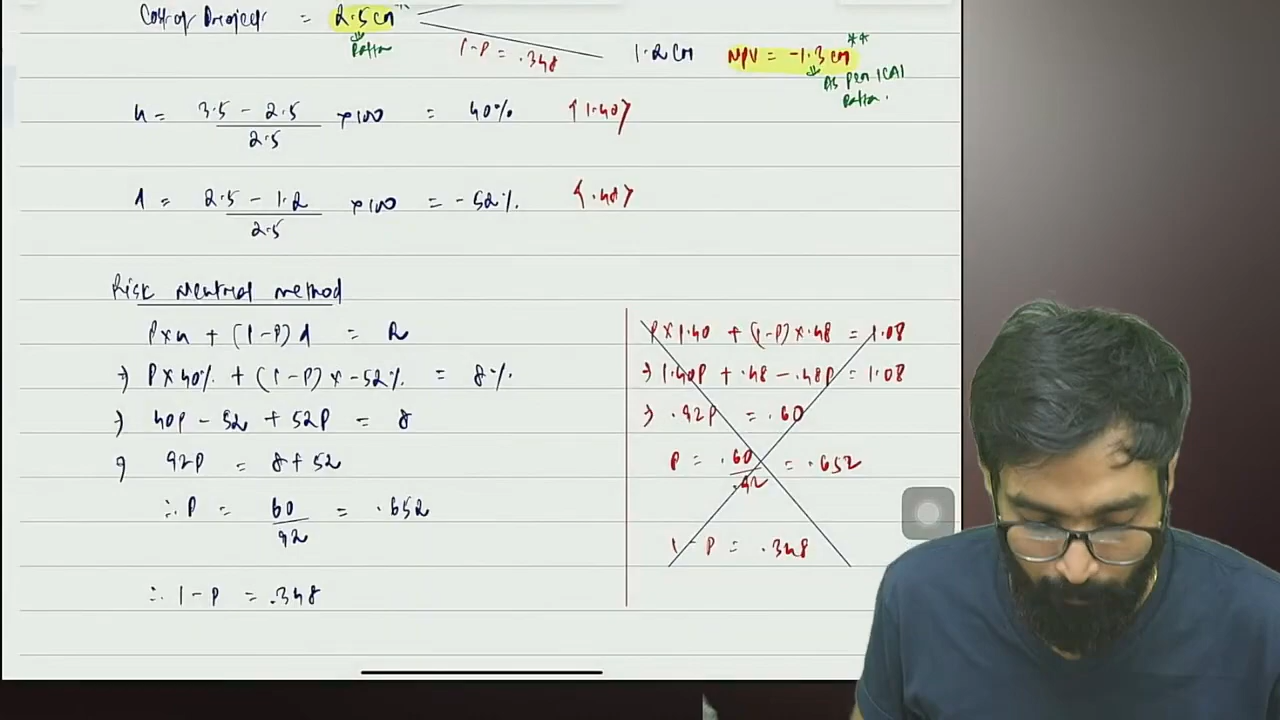 Cost of Project = 2.5 cr *
Patra
1-P = .348
1.2 cr NPV = -1.3 cr **
As per ICAI
Patra.
u = 3.5 - 2.5 / 2.5 × 100 = 40% {1.40}
d = 2.5 - 1.2 / 2.5 × 100 = -52% {.48}
Risk Neutral method
P×u + (1-P)d = R
⇒ P×40% + (1-P)×-52% = 8%
⇒ 40P - 52 + 52P = 8
⇒ 92P = 8+52
∴ P = 60 / 92 = .652
∴ 1-P = .348
P×1.40 + (1-P)×.48 = 1.08
⇒ 1.40P + .48 - .48P = 1.08
⇒ .92P = .60
P = .60 / .92 = .652
1-P = .348